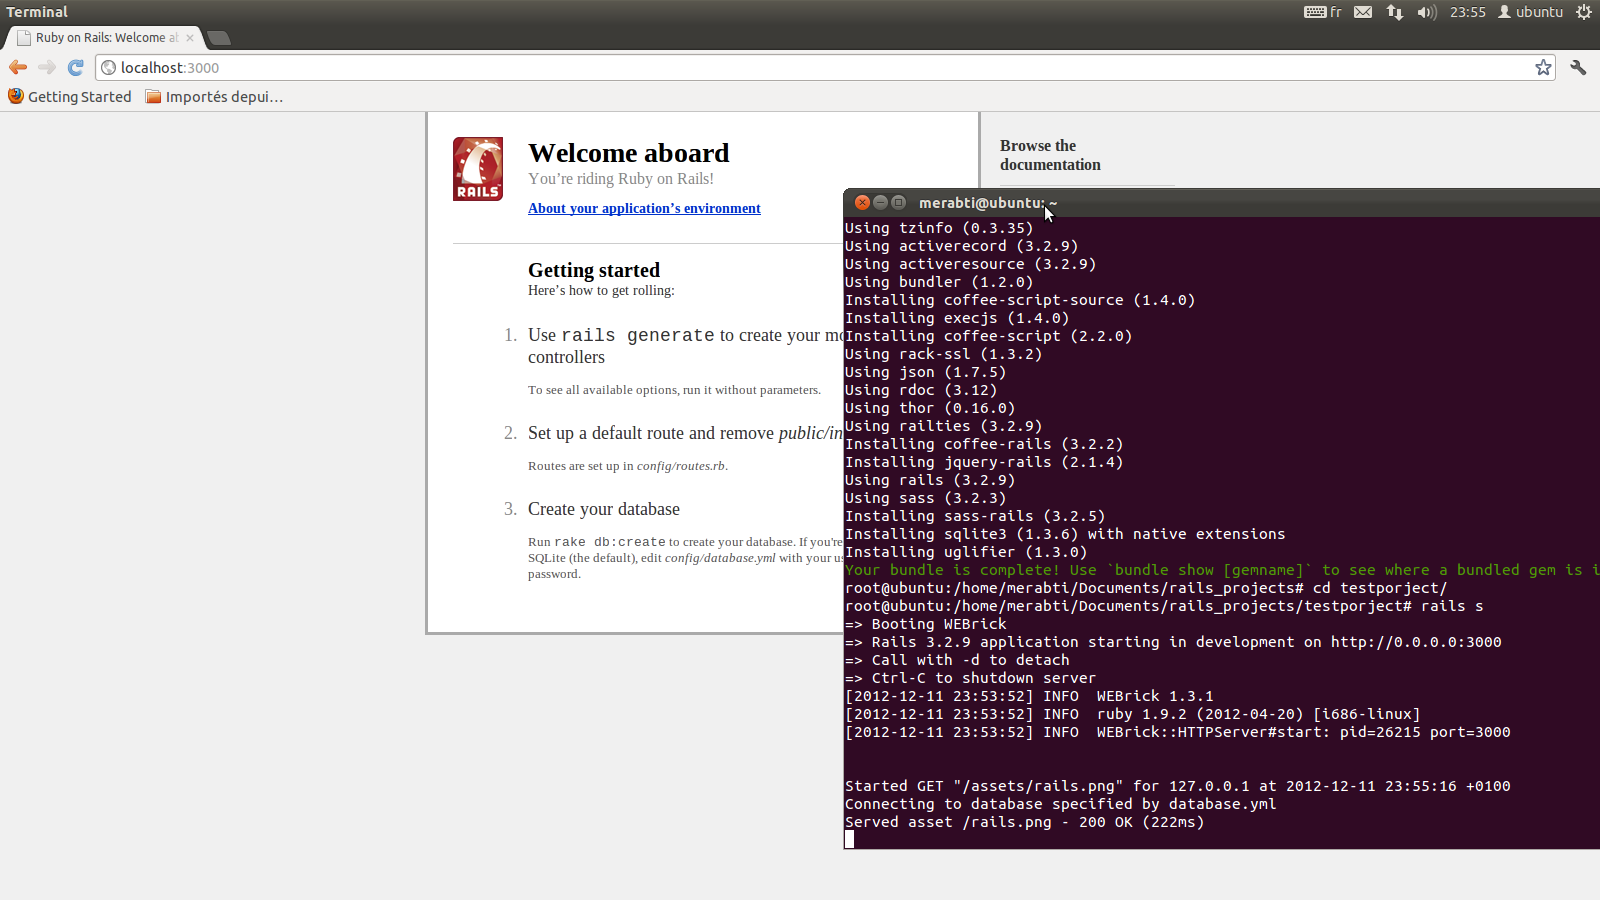 Terminal
fr
23:55
ubuntu
Ruby on Rails: Welcome ab
localhost:3000
Getting Started
Importés depui...
RAILS
Welcome aboard
You're riding Ruby on Rails!
About your application's environment
Getting started
Here's how to get rolling:
1. Use rails generate to create your mo
controllers
To see all available options, run it without parameters.
2. Set up a default route and remove public/in
Routes are set up in config/routes.rb.
3. Create your database
Run rake db:create to create your database. If you're
SQLite (the default), edit config/database.yml with your us
password.
Browse the
documentation
merabti@ubuntu: ~
Using tzinfo (0.3.35)
Using activerecord (3.2.9)
Using activeresource (3.2.9)
Using bundler (1.2.0)
Installing coffee-script-source (1.4.0)
Installing execjs (1.4.0)
Installing coffee-script (2.2.0)
Using rack-ssl (1.3.2)
Using json (1.7.5)
Using rdoc (3.12)
Using thor (0.16.0)
Using railties (3.2.9)
Installing coffee-rails (3.2.2)
Installing jquery-rails (2.1.4)
Using rails (3.2.9)
Using sass (3.2.3)
Installing sass-rails (3.2.5)
Installing sqlite3 (1.3.6) with native extensions
Installing uglifier (1.3.0)
Your bundle is complete! Use `bundle show [gemname]` to see where a bundled gem is i
root@ubuntu:/home/merabti/Documents/rails_projects# cd testporject/
root@ubuntu:/home/merabti/Documents/rails_projects/testporject# rails s
=> Booting WEBrick
=> Rails 3.2.9 application starting in development on http://0.0.0.0:3000
=> Call with -d to detach
=> Ctrl-C to shutdown server
[2012-12-11 23:53:52] INFO  WEBrick 1.3.1
[2012-12-11 23:53:52] INFO  ruby 1.9.2 (2012-04-20) [i686-linux]
[2012-12-11 23:53:52] INFO  WEBrick::HTTPServer#start: pid=26215 port=3000
Started GET "/assets/rails.png" for 127.0.0.1 at 2012-12-11 23:55:16 +0100
Connecting to database specified by database.yml
Served asset /rails.png - 200 OK (222ms)